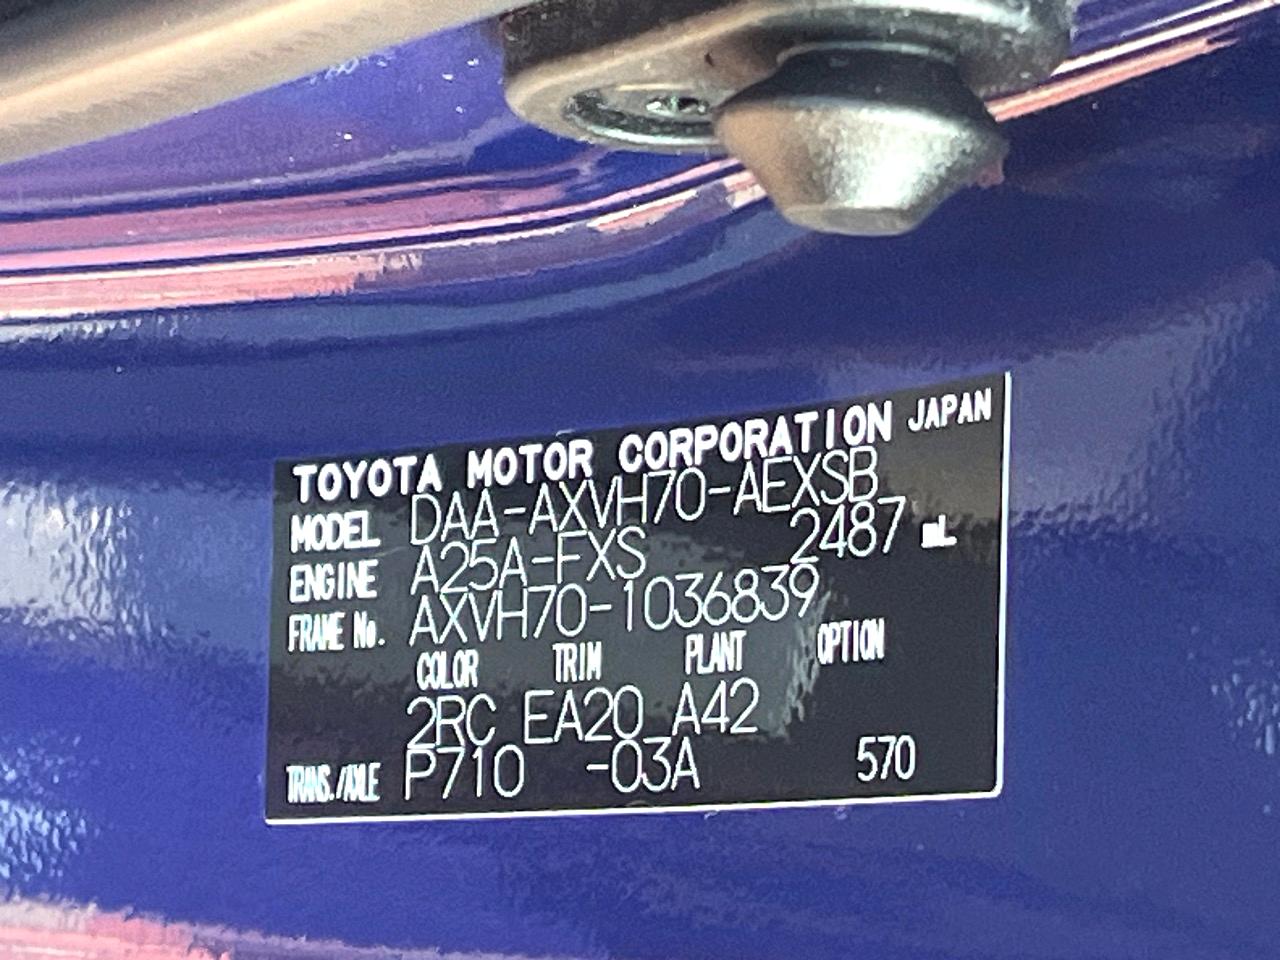 TOYOTA MOTOR CORPORATION JAPAN
MODEL DAA-AXVH70-AEXSB
ENGINE A25A-FXS 2487 mL
FRAME No. AXVH70-1036839
COLOR TRIM PLANT OPTION
2RC EA20 A42
TRANS./AXLE P710 -03A 570